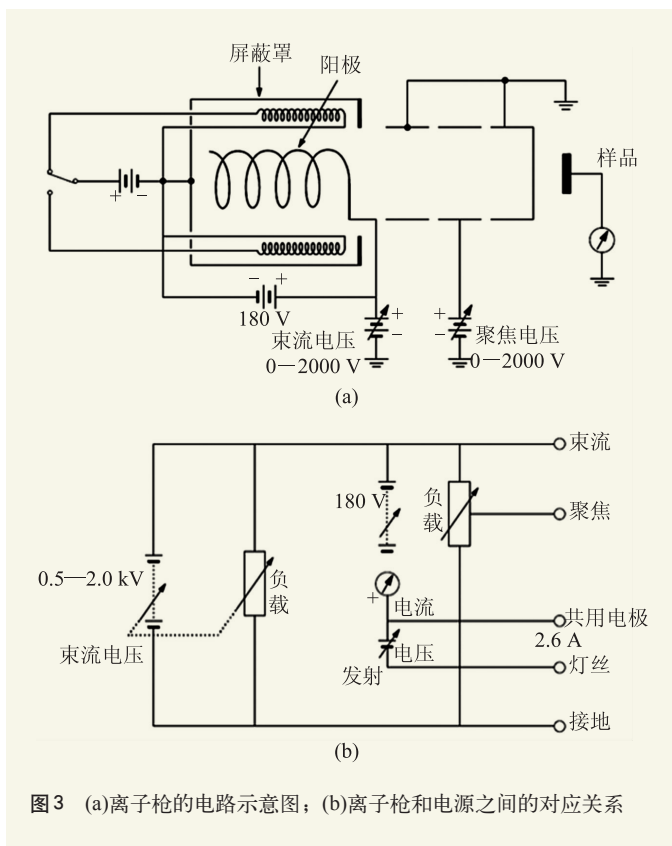 屏蔽罩
阳极
样品
+ −
− +
180 V
+
−
束流电压
0—2000 V
+
−
聚焦电压
0—2000 V
(a)
束流
180 V
负载
聚焦
0.5—2.0 kV
负载
+
电流
共用电极
2.6 A
束流电压
电压
发射
灯丝
接地
(b)
图3 (a)离子枪的电路示意图；(b)离子枪和电源之间的对应关系